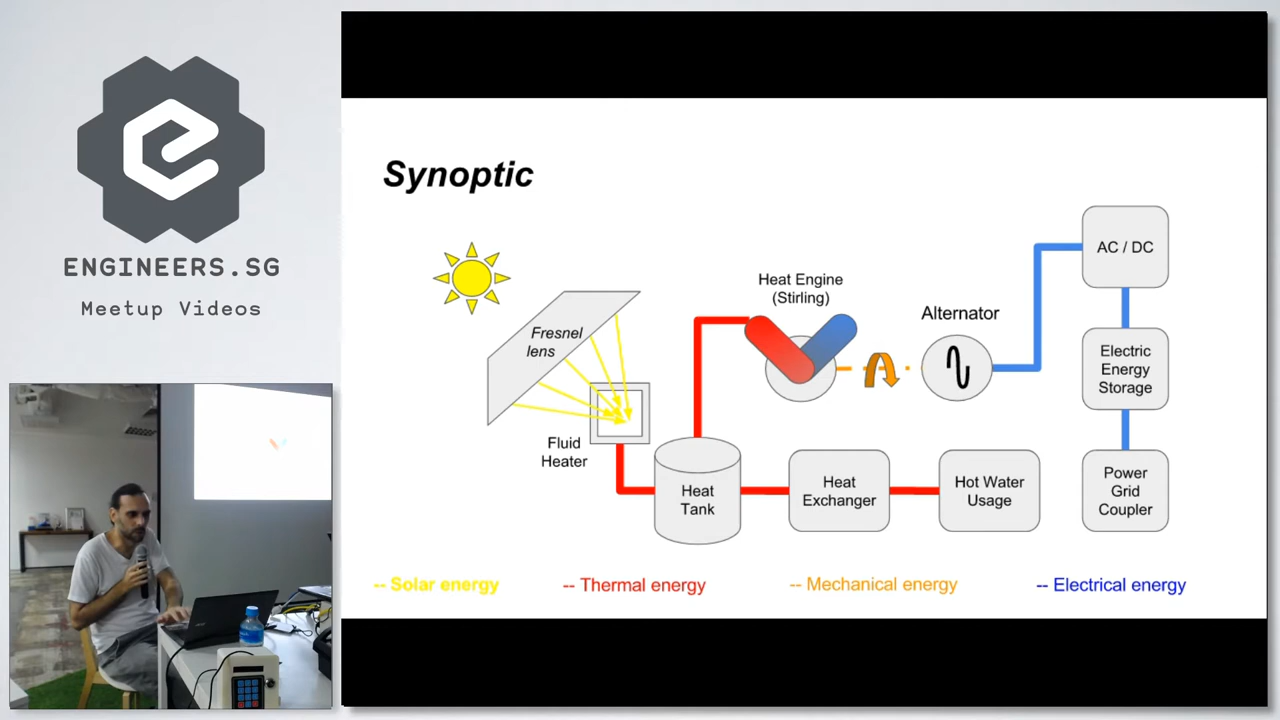 ENGINEERS.SG
Meetup Videos
Synoptic
Fresnel
lens
Fluid
Heater
Heat
Tank
Heat Engine
(Stirling)
Heat
Exchanger
Hot Water
Usage
Alternator
AC / DC
Electric
Energy
Storage
Power
Grid
Coupler
-- Solar energy
-- Thermal energy
-- Mechanical energy
-- Electrical energy